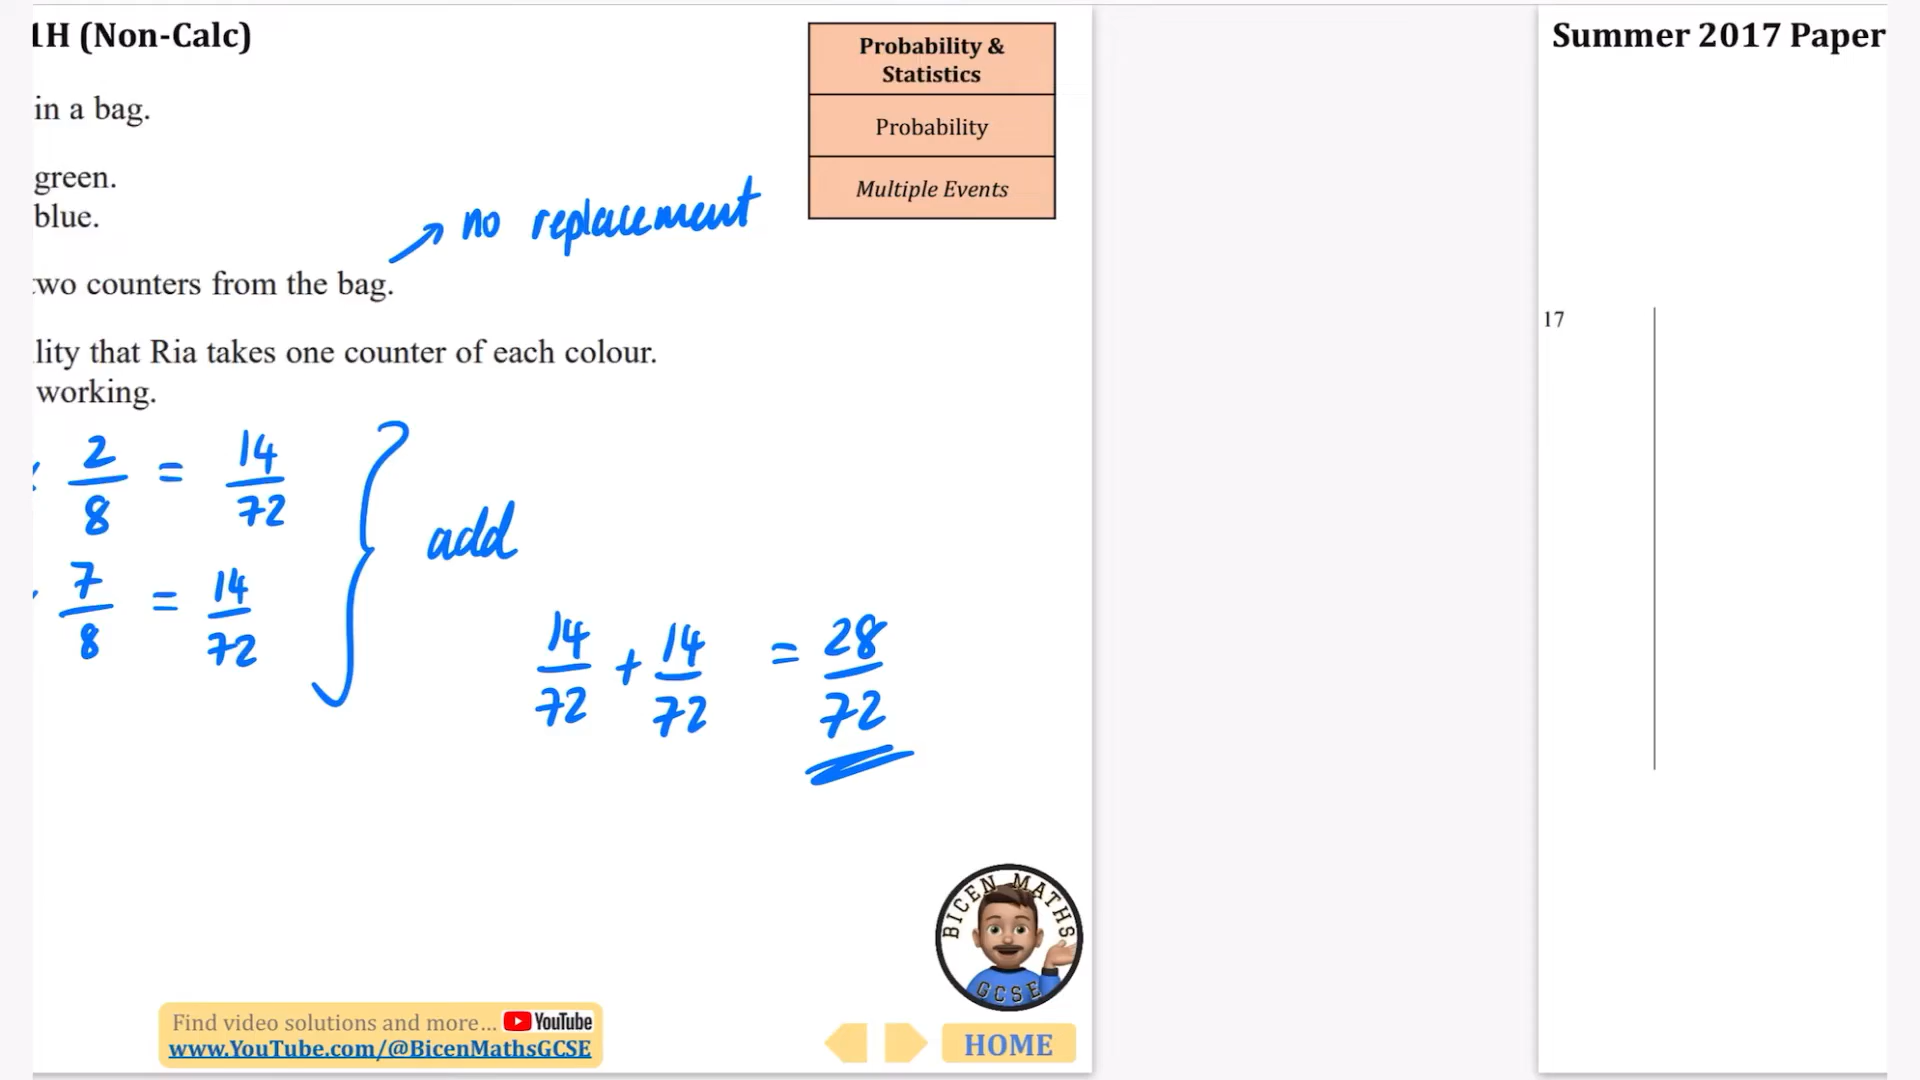 1H (Non-Calc)
Probability &
Statistics
Probability
Multiple Events
in a bag.
green.
blue.
no replacement
two counters from the bag.
lity that Ria takes one counter of each colour.
working.
2/8 = 14/72
7/8 = 14/72
add
14/72 + 14/72 = 28/72
BICEN MATHS
GCSE
Find video solutions and more... YouTube
www.YouTube.com/@BicenMathsGCSE
HOME
Summer 2017 Paper
17